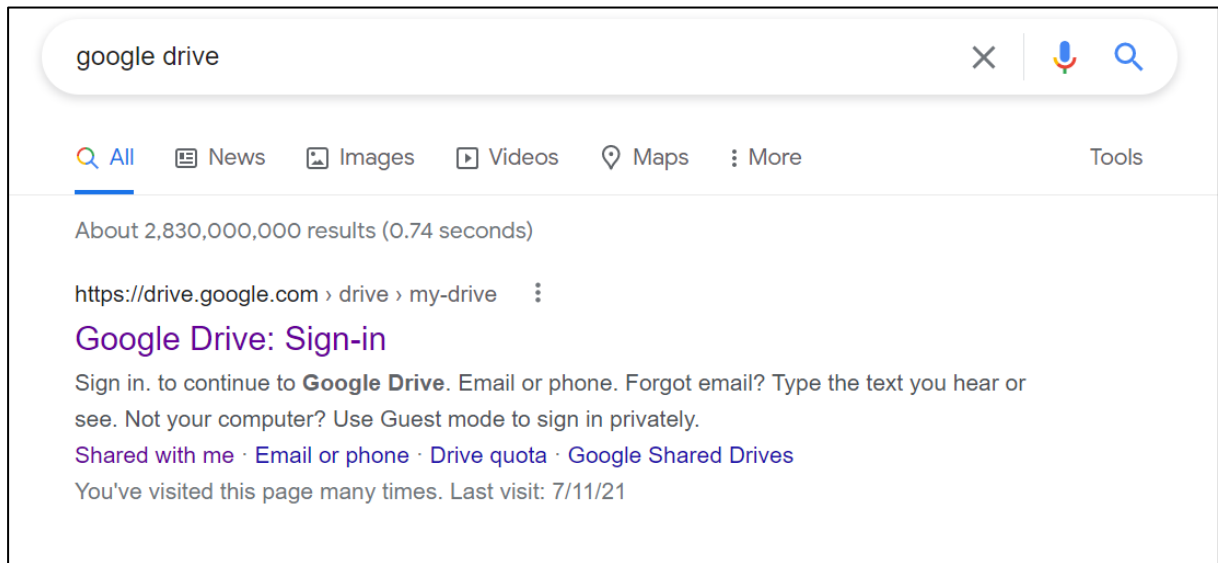 google drive
All News Images Videos Maps More Tools
About 2,830,000,000 results (0.74 seconds)
https://drive.google.com › drive › my-drive
Google Drive: Sign-in
Sign in. to continue to Google Drive. Email or phone. Forgot email? Type the text you hear or
see. Not your computer? Use Guest mode to sign in privately.
Shared with me · Email or phone · Drive quota · Google Shared Drives
You've visited this page many times. Last visit: 7/11/21